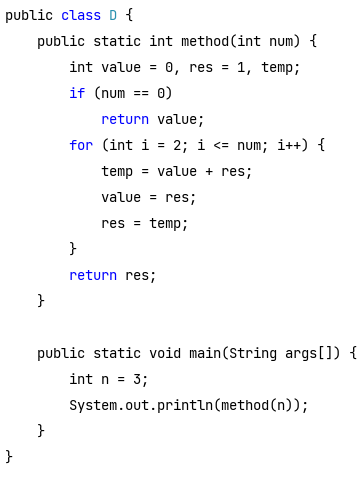 public class D {
    public static int method(int num) {
        int value = 0, res = 1, temp;
        if (num == 0)
            return value;
        for (int i = 2; i <= num; i++) {
            temp = value + res;
            value = res;
            res = temp;
        }
        return res;
    }

    public static void main(String args[]) {
        int n = 3;
        System.out.println(method(n));
    }
}